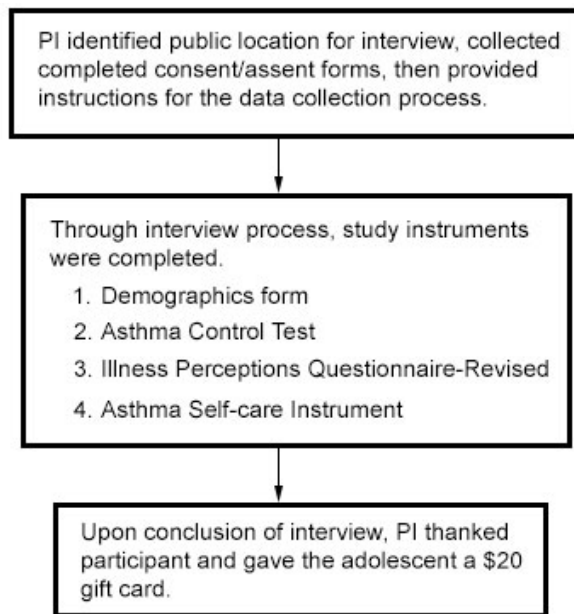 PI identified public location for interview, collected
completed consent/assent forms, then provided
instructions for the data collection process.
Through interview process, study instruments
were completed.
1. Demographics form
2. Asthma Control Test
3. Illness Perceptions Questionnaire-Revised
4. Asthma Self-care Instrument
Upon conclusion of interview, PI thanked
participant and gave the adolescent a $20
gift card.